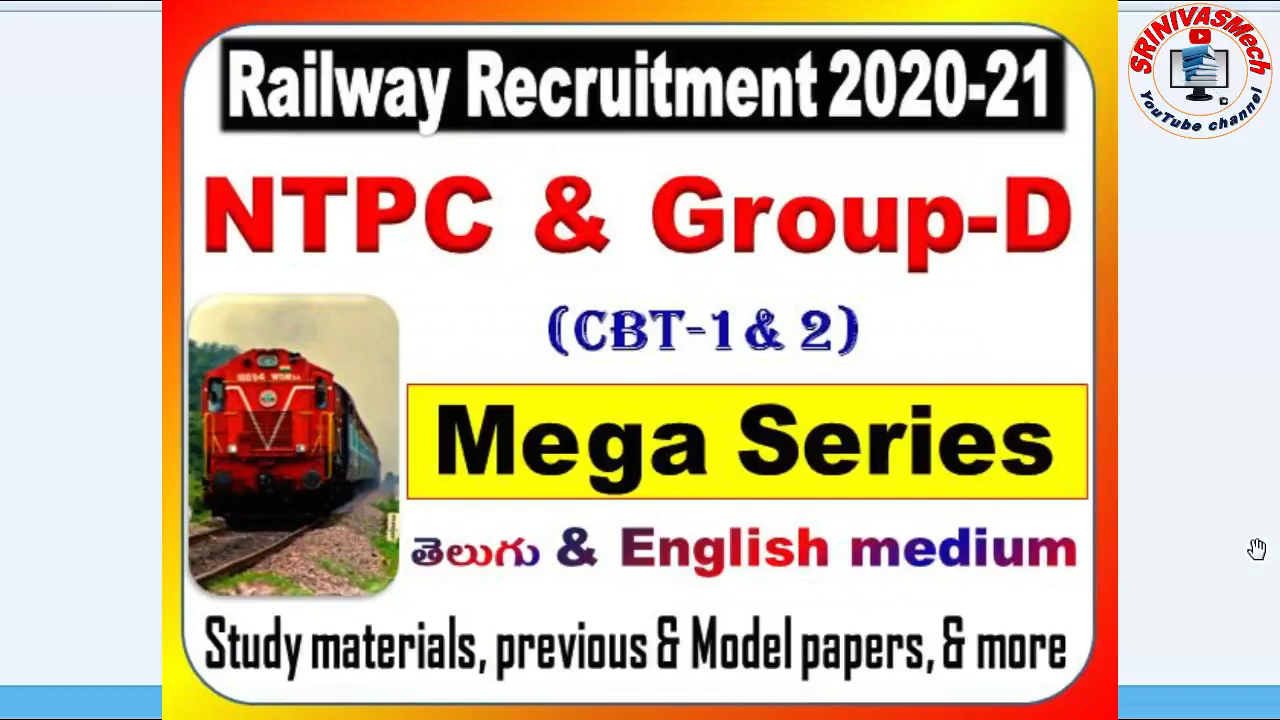 Railway Recruitment 2020-21
NTPC & Group-D
(CBT-1 & 2)
Mega Series
తెలుగు & English medium
Study materials, previous & Model papers, & more
SRINIVASMech
YouTube channel